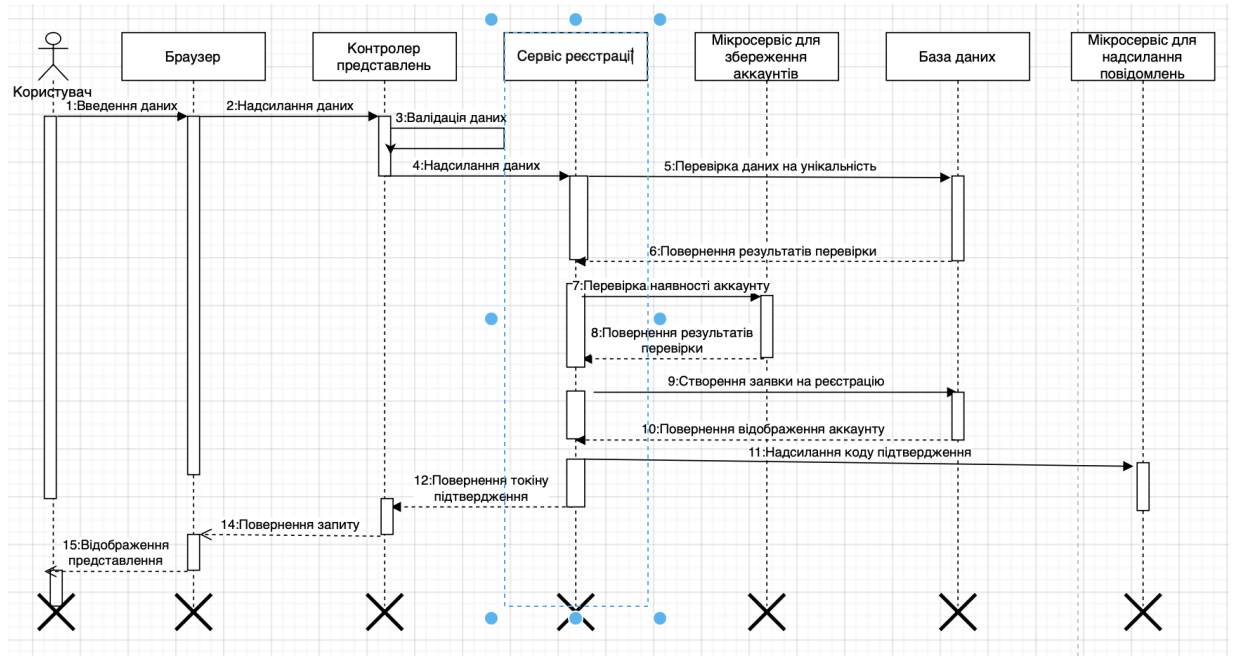 Користувач
Браузер
Контролер
представлень
Сервіс реєстрації
Мікросервіс для
збереження
аккаунтів
База даних
Мікросервіс для
надсилання
повідомлень
1:Введення даних
2:Надсилання даних
3:Валідація даних
4:Надсилання даних
5:Перевірка даних на унікальність
6:Повернення результатів перевірки
7:Перевірка наявності аккаунту
8:Повернення результатів
перевірки
9:Створення заявки на реєстрацію
10:Повернення відображення аккаунту
11:Надсилання коду підтвердження
12:Повернення токіну
підтвердження
14:Повернення запиту
15:Відображення
представлення